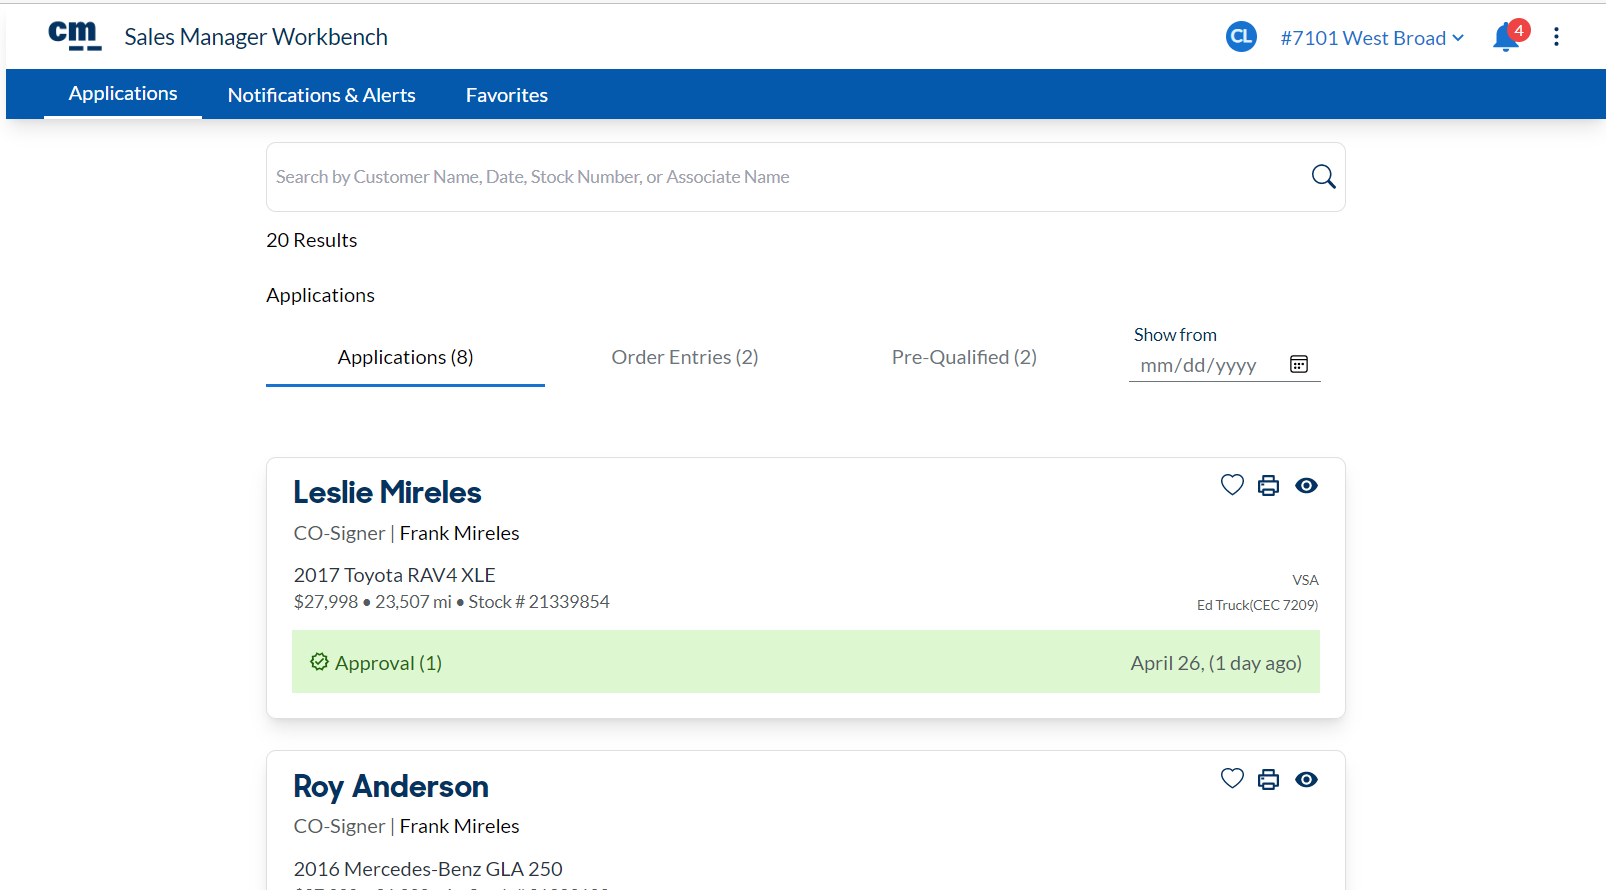 cm Sales Manager Workbench CL #7101 West Broad 4
Applications Notifications & Alerts Favorites
Search by Customer Name, Date, Stock Number, or Associate Name
20 Results
Applications
Show from
Applications (8) Order Entries (2) Pre-Qualified (2) mm/dd/yyyy
Leslie Mireles
CO-Signer | Frank Mireles
2017 Toyota RAV4 XLE
VSA
$27,998 • 23,507 mi • Stock # 21339854
Ed Truck(CEC 7209)
Approval (1) April 26, (1 day ago)
Roy Anderson
CO-Signer | Frank Mireles
2016 Mercedes-Benz GLA 250